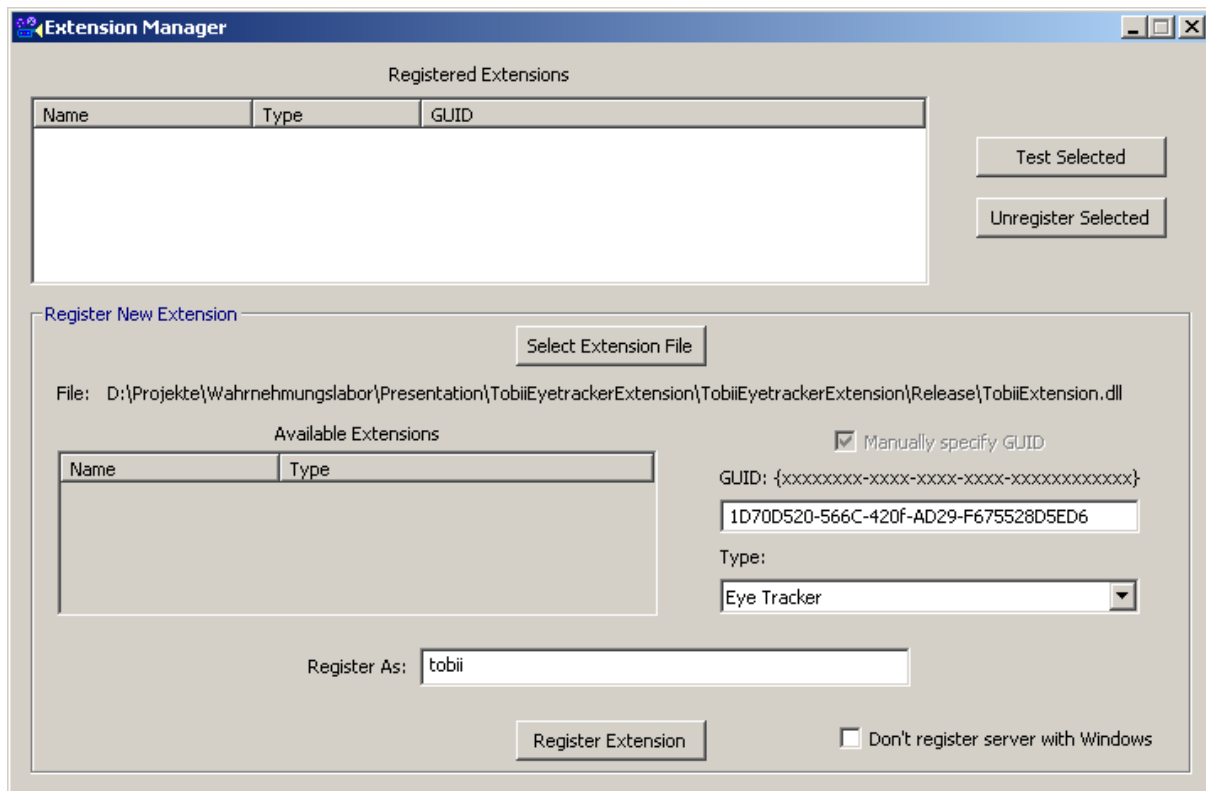 Extension Manager
Registered Extensions
Name Type GUID
Test Selected
Unregister Selected
Register New Extension
Select Extension File
File: D:\Projekte\Wahrnehmungslabor\Presentation\TobiiEyetrackerExtension\TobiiEyetrackerExtension\Release\TobiiExtension.dll
Available Extensions
Name Type
Manually specify GUID
GUID: {xxxxxxxx-xxxx-xxxx-xxxx-xxxxxxxxxxxx}
1D70D520-566C-420f-AD29-F675528D5ED6
Type:
Eye Tracker
Register As: tobii
Register Extension
Don't register server with Windows